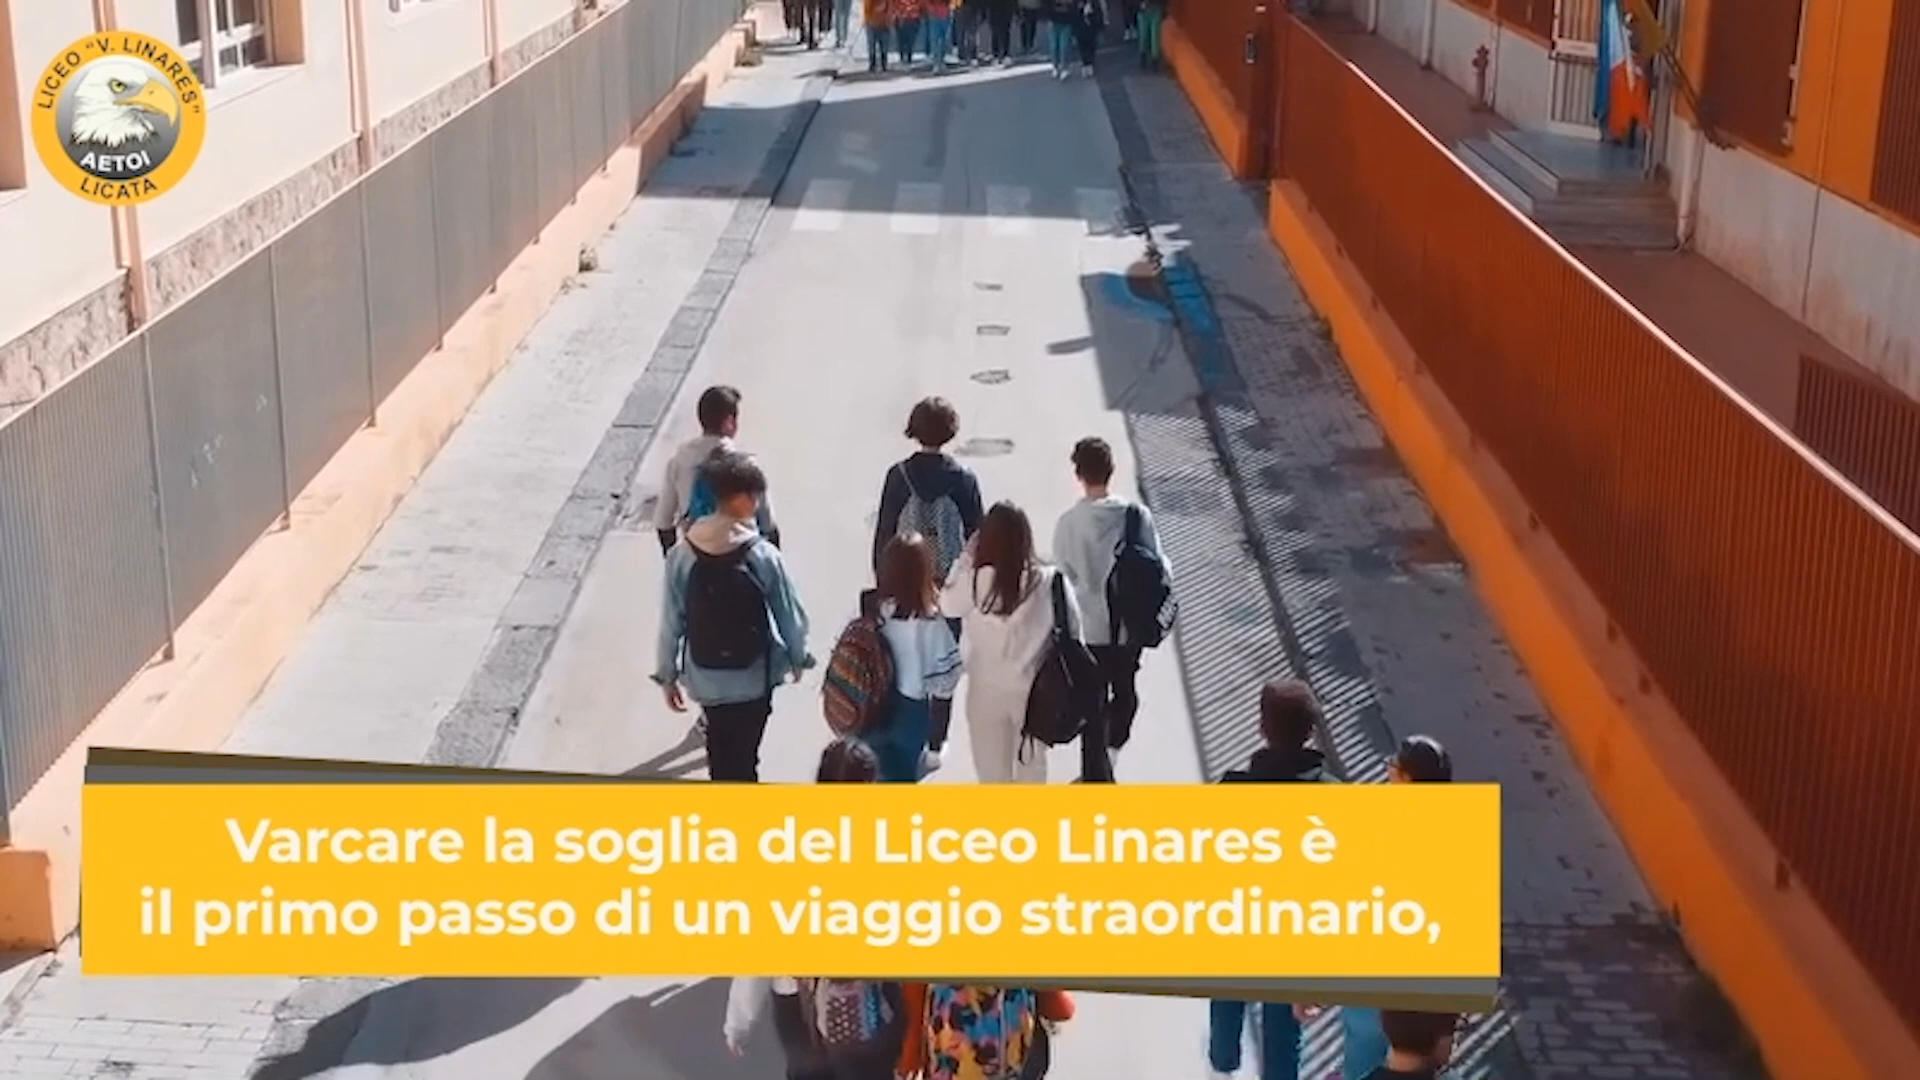 LICEO "V. LINARES"
AETOI
LICATA
Varcare la soglia del Liceo Linares è
il primo passo di un viaggio straordinario,